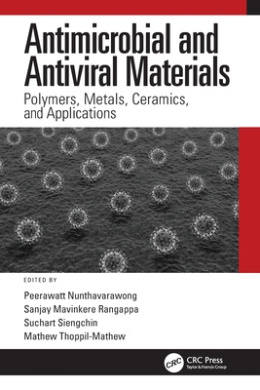 Antimicrobial and
Antiviral Materials
Polymers, Metals, Ceramics,
and Applications
EDITED BY
Peerawatt Nunthavarawong
Sanjay Mavinkere Rangappa
Suchart Siengchin
Mathew Thoppil-Mathew
CRC
CRC Press
Taylor & Francis Group